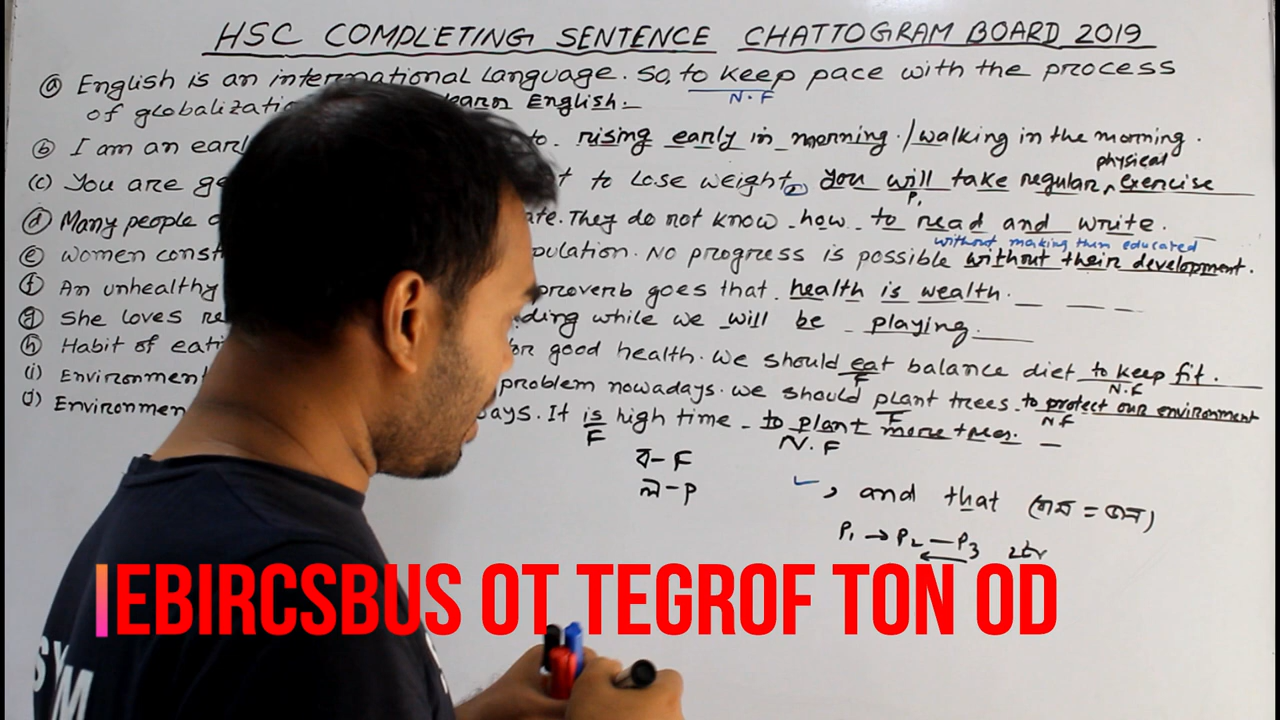 HSC COMPLETING SENTENCE CHATTOGRAM BOARD 2019
(a) English is an international language. So, to keep pace with the process
N.F
of globalizatio learn English.
(b) I am an earl to rising early in morning./walking in the morning.
physical
(c) You are ge t to lose weight, you will take regular exercise
P,
(d) Many people ate. They do not know how to read and write.
without making them educated
(e) Women const pulation. No progress is possible without their development.
(f) An unhealthy proverb goes that health is wealth.
(g) She loves re ding while we will be playing.
(h) Habit of eati for good health. We should eat balance diet to keep fit.
F N.F
(i) Environment problem nowadays. We should plant trees to protect our environment
F N.F
(j) Environmen days. It is high time to plant more trees.
F N.F
ব-F
ল-P
, and that
P1 → P2 — P3
IEBIRCSBUS OT TEGROF TON OD
SY
M